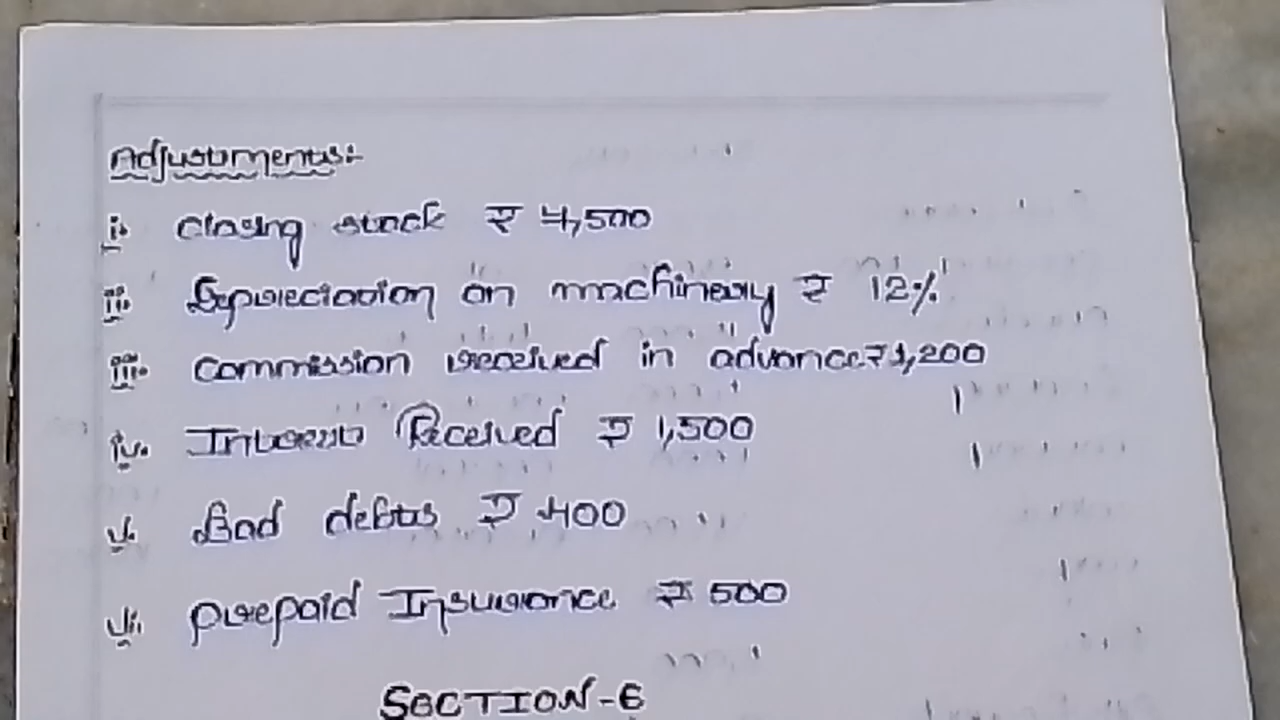 Adjustments:-
i. Closing stock ₹ 4,500
ii. Depreciation on machinery ₹ 12%
iii. Commission received in advance ₹1,200
iv. Interest Received ₹ 1,500
v. Bad debts ₹ 400
vi. prepaid Insurance ₹ 500
SECTION-E